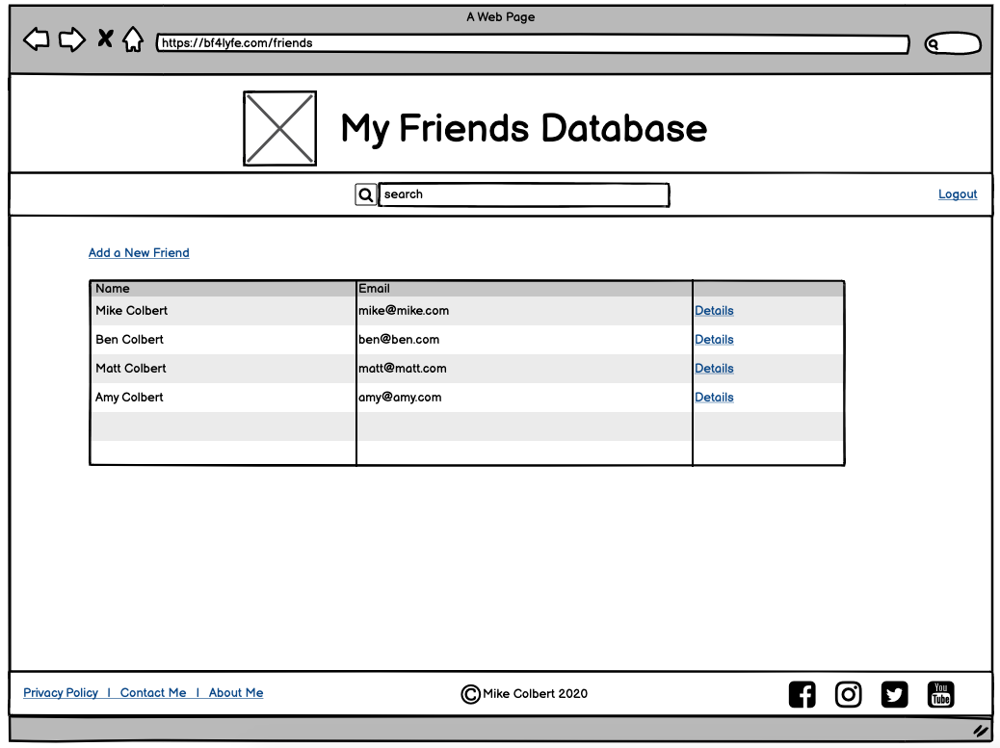 A Web Page
https://bf4lyfe.com/friends
My Friends Database
search
Logout
Add a New Friend
Name Email
Mike Colbert mike@mike.com Details
Ben Colbert ben@ben.com Details
Matt Colbert matt@matt.com Details
Amy Colbert amy@amy.com Details
Privacy Policy | Contact Me | About Me
© Mike Colbert 2020
You
Tube